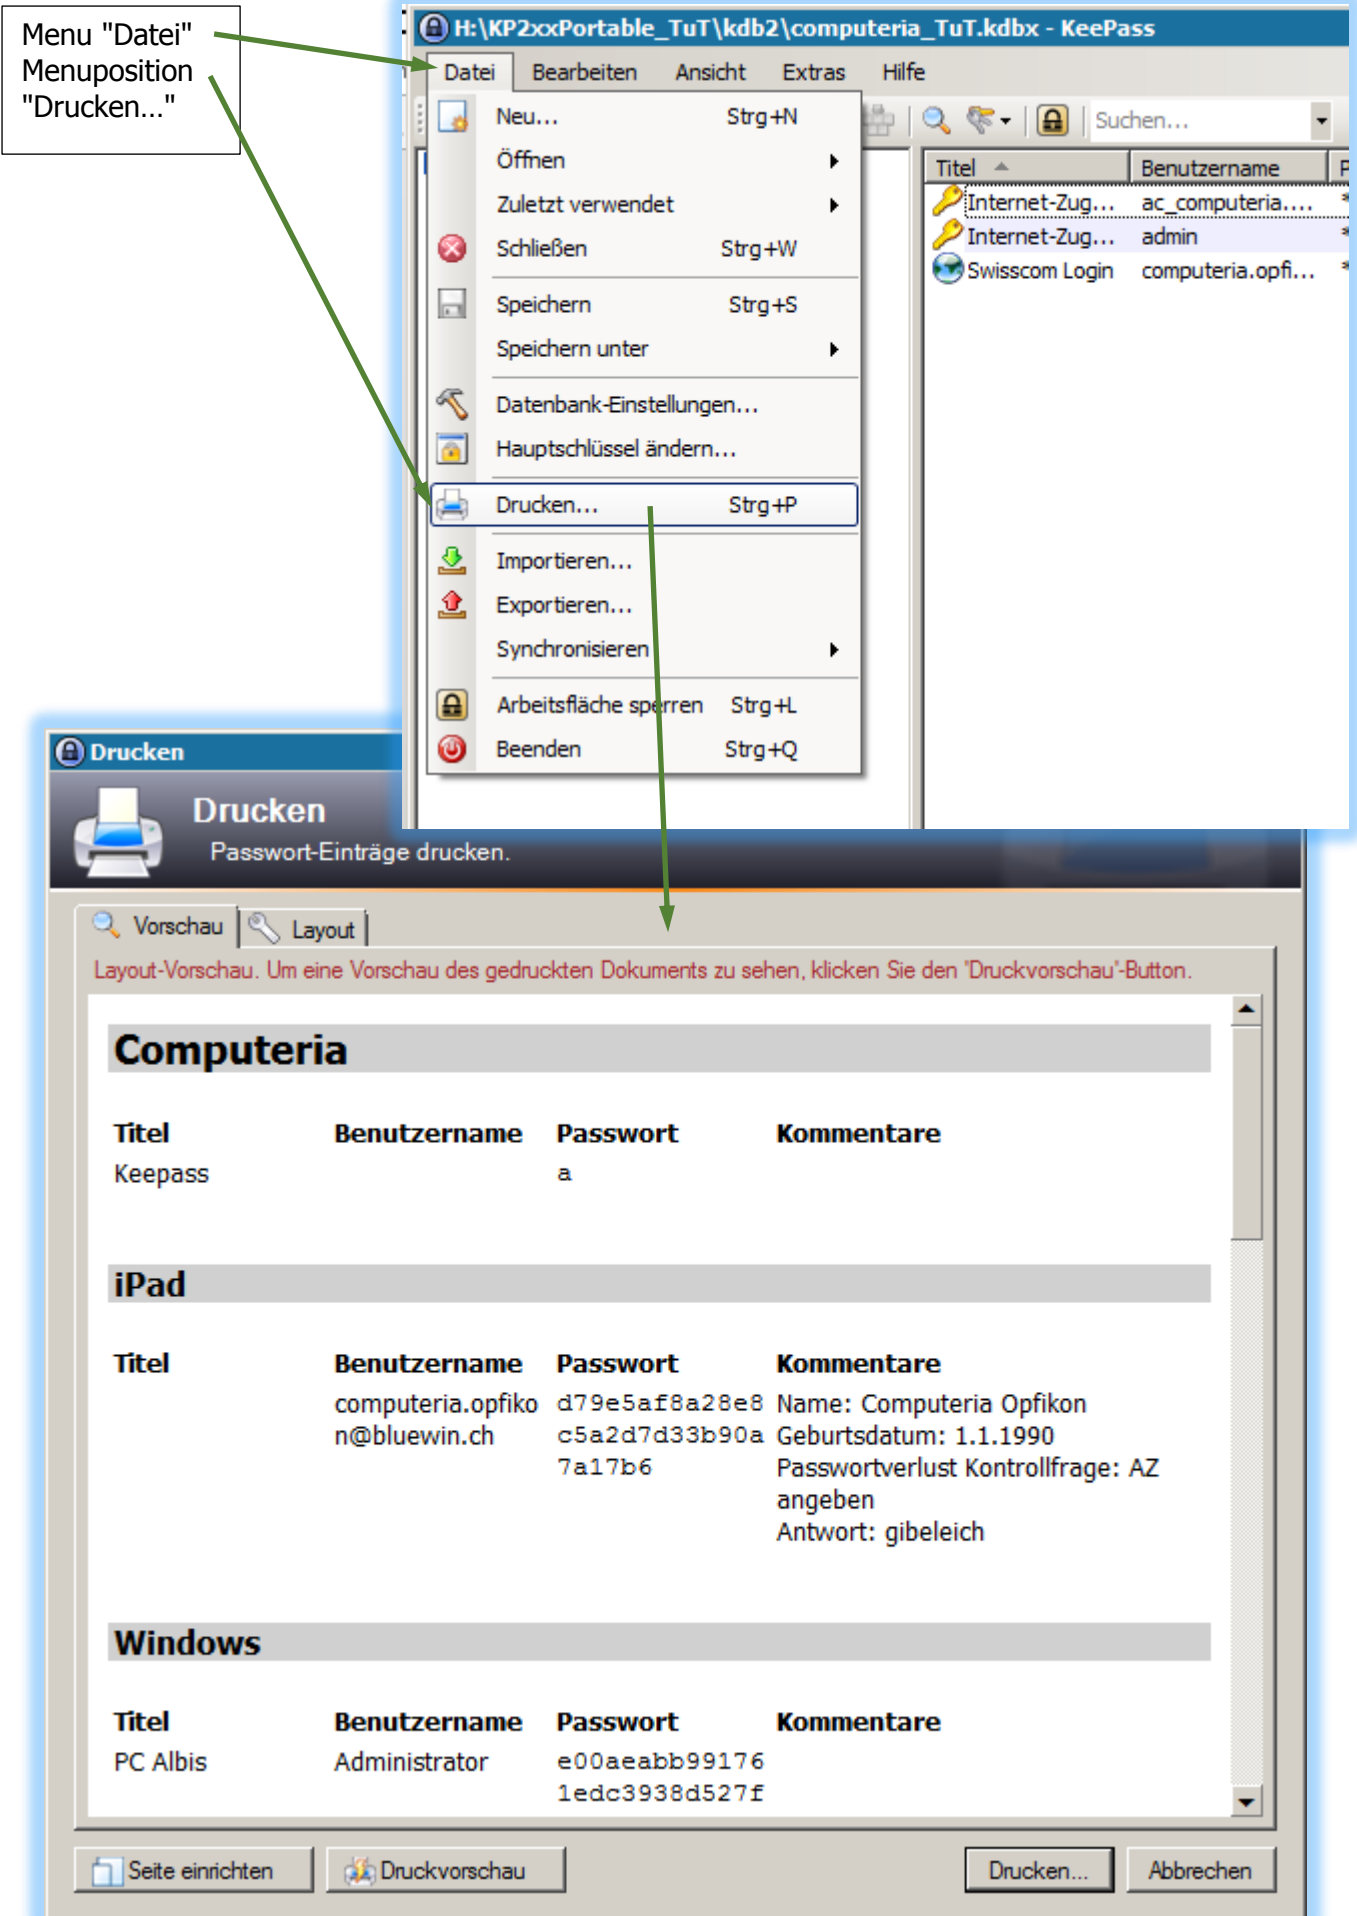 Menu "Datei"
Menuposition
"Drucken..."
H:\KP2xxPortable_TuT\kdb2\computeria_TuT.kdbx - KeePass
Datei Bearbeiten Ansicht Extras Hilfe
Suchen...
Neu... Strg+N
Öffnen
Zuletzt verwendet
Schließen Strg+W
Speichern Strg+S
Speichern unter
Datenbank-Einstellungen...
Hauptschlüssel ändern...
Drucken... Strg+P
Importieren...
Exportieren...
Synchronisieren
Arbeitsfläche sperren Strg+L
Beenden Strg+Q
Titel Benutzername P
Internet-Zug... ac_computeria.... *
Internet-Zug... admin *
Swisscom Login computeria.opfi... *
Drucken
Drucken
Passwort-Einträge drucken.
Vorschau Layout
Layout-Vorschau. Um eine Vorschau des gedruckten Dokuments zu sehen, klicken Sie den 'Druckvorschau'-Button.
Computeria
Titel Benutzername Passwort Kommentare
Keepass a
iPad
Titel Benutzername Passwort Kommentare
computeria.opfiko d79e5af8a28e8 Name: Computeria Opfikon
n@bluewin.ch c5a2d7d33b90a Geburtsdatum: 1.1.1990
7a17b6 Passwortverlust Kontrollfrage: AZ
angeben
Antwort: gibeleich
Windows
Titel Benutzername Passwort Kommentare
PC Albis Administrator e00aeabb99176
1edc3938d527f
Seite einrichten Druckvorschau Drucken... Abbrechen